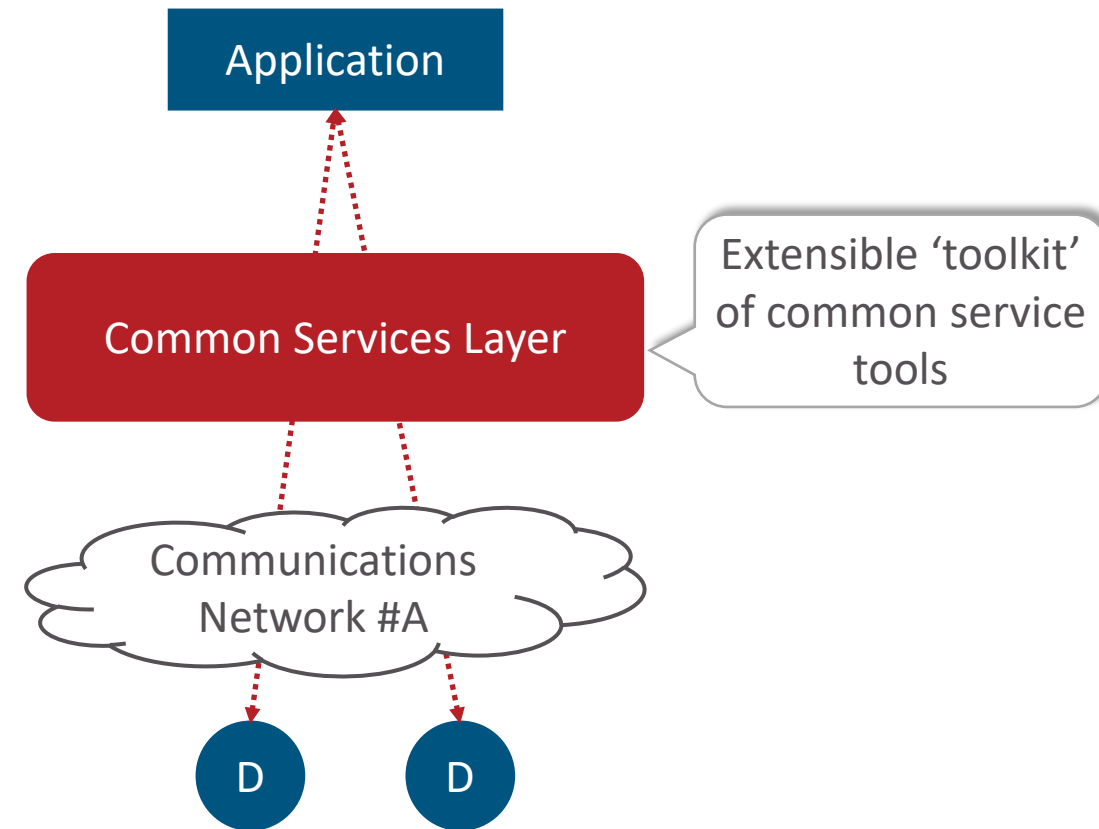 Application
Extensible ‘toolkit’
of common service
tools
Common Services Layer
Communications
Network #A
D
D